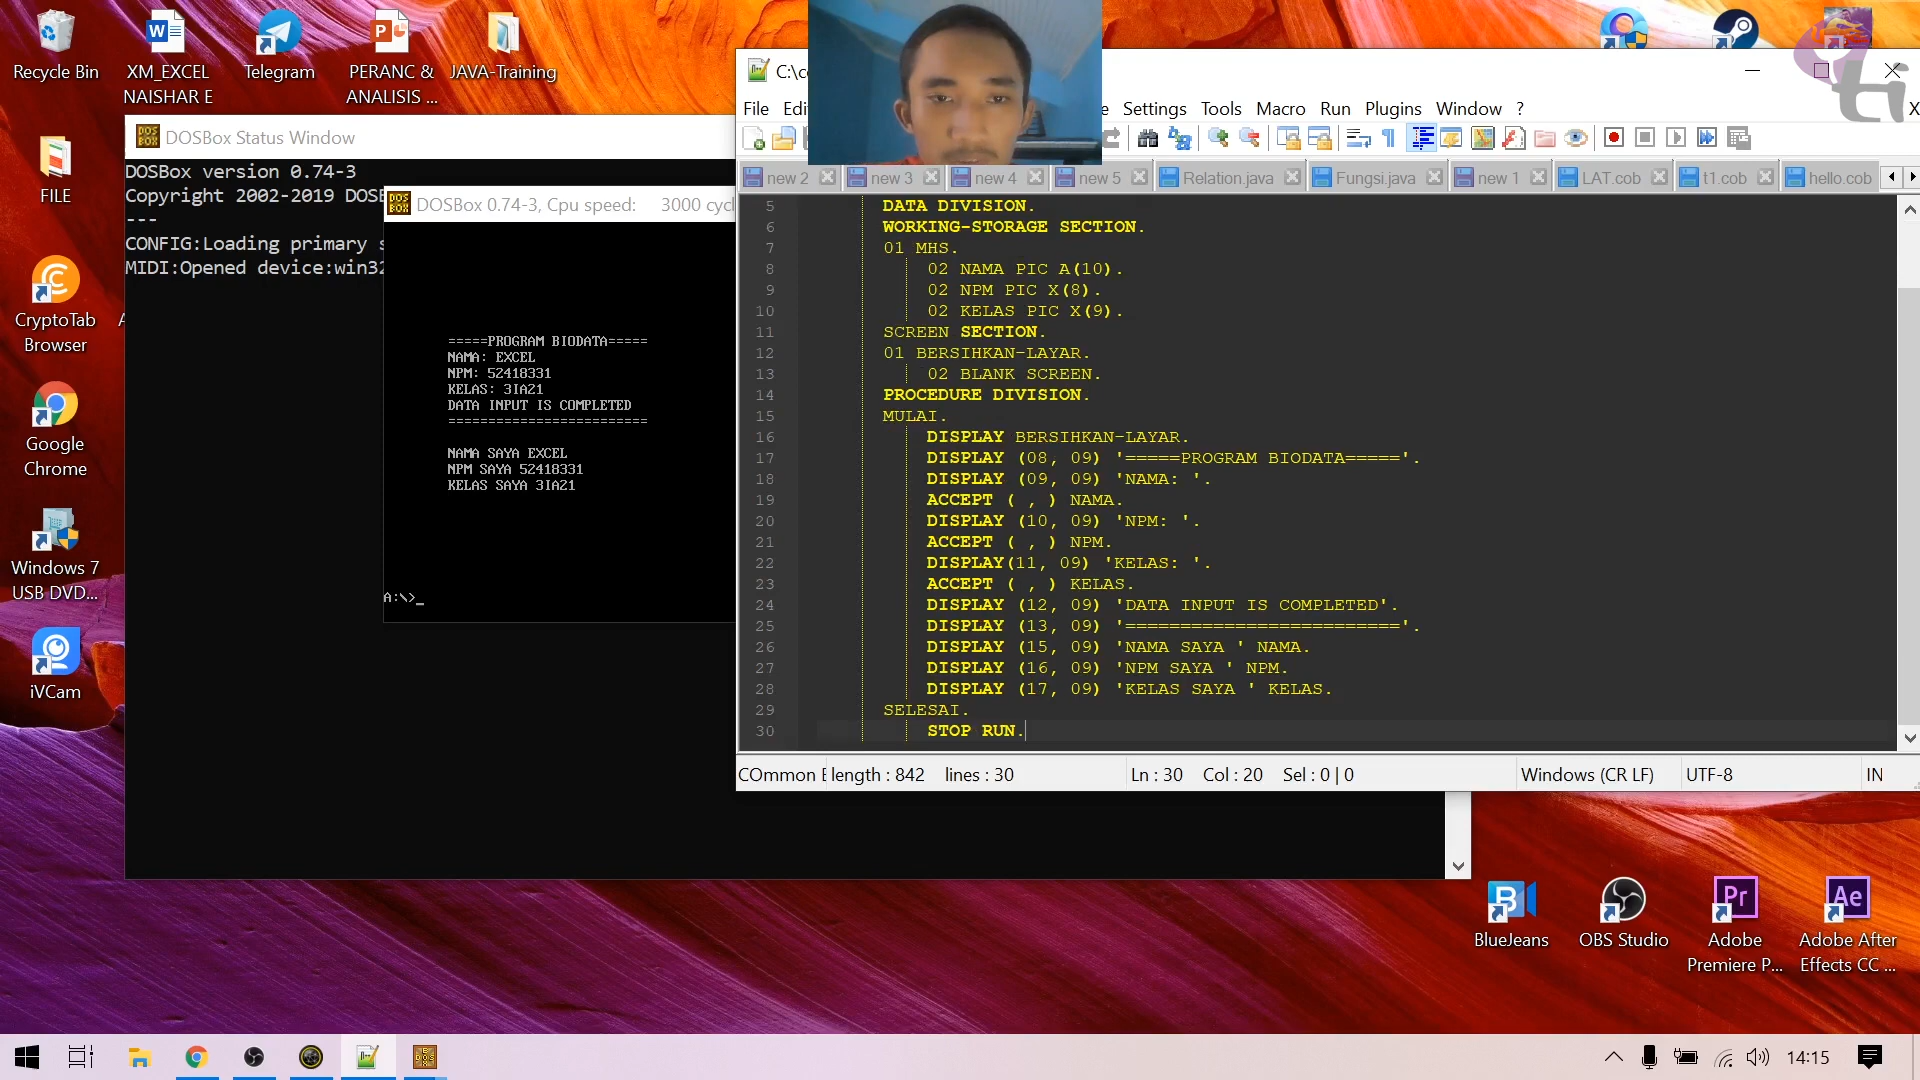 Recycle Bin
XM_EXCEL
NAISHAR E
Telegram
PERANC &
ANALISIS ...
JAVA-Training
FILE
CryptoTab
Browser
Google
Chrome
Windows 7
USB DVD...
iVCam
DOSBox Status Window
DOSBox version 0.74-3
Copyright 2002-2019 DOSB
---
CONFIG:Loading primary s
MIDI:Opened device:win32
DOSBox 0.74-3, Cpu speed: 3000 cycl
=====PROGRAM BIODATA=====
NAMA: EXCEL
NPM: 52418331
KELAS: 3IA21
DATA INPUT IS COMPLETED
=========================
NAMA SAYA EXCEL
NPM SAYA 52418331
KELAS SAYA 3IA21
A:\>_
C:\c
File Edi Settings Tools Macro Run Plugins Window ? X
new 2 new 3 new 4 new 5 Relation.java Fungsi.java new 1 LAT.cob t1.cob hello.cob
5 DATA DIVISION.
6 WORKING-STORAGE SECTION.
7 01 MHS.
8 02 NAMA PIC A(10).
9 02 NPM PIC X(8).
10 02 KELAS PIC X(9).
11 SCREEN SECTION.
12 01 BERSIHKAN-LAYAR.
13 02 BLANK SCREEN.
14 PROCEDURE DIVISION.
15 MULAI.
16 DISPLAY BERSIHKAN-LAYAR.
17 DISPLAY (08, 09) '=====PROGRAM BIODATA====='.
18 DISPLAY (09, 09) 'NAMA: '.
19 ACCEPT ( , ) NAMA.
20 DISPLAY (10, 09) 'NPM: '.
21 ACCEPT ( , ) NPM.
22 DISPLAY(11, 09) 'KELAS: '.
23 ACCEPT ( , ) KELAS.
24 DISPLAY (12, 09) 'DATA INPUT IS COMPLETED'.
25 DISPLAY (13, 09) '========================='.
26 DISPLAY (15, 09) 'NAMA SAYA ' NAMA.
27 DISPLAY (16, 09) 'NPM SAYA ' NPM.
28 DISPLAY (17, 09) 'KELAS SAYA ' KELAS.
29 SELESAI.
30 STOP RUN.
COmmon length : 842 lines : 30 Ln : 30 Col : 20 Sel : 0 | 0 Windows (CR LF) UTF-8 IN
BlueJeans
OBS Studio
Adobe
Premiere P...
Adobe After
Effects CC ...
14:15